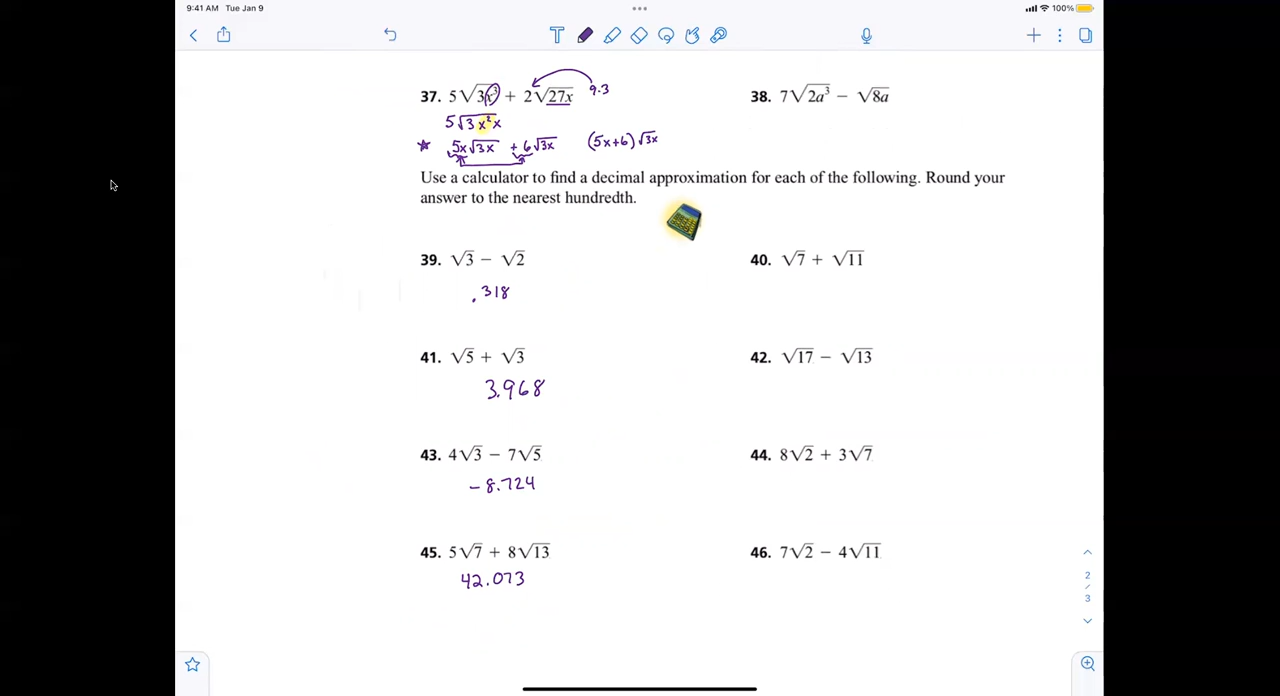 9:41 AM Tue Jan 9
100%
37. 5√3x³ + 2√27x 9·3 38. 7√2a³ − √8a
5√3x²x
5x√3x + 6√3x (5x+6)√3x
Use a calculator to find a decimal approximation for each of the following. Round your
answer to the nearest hundredth.
39. √3 − √2 40. √7 + √11
.318
41. √5 + √3 42. √17 − √13
3.968
43. 4√3 − 7√5 44. 8√2 + 3√7
-8.724
45. 5√7 + 8√13 46. 7√2 − 4√11
42.073
2
/
3